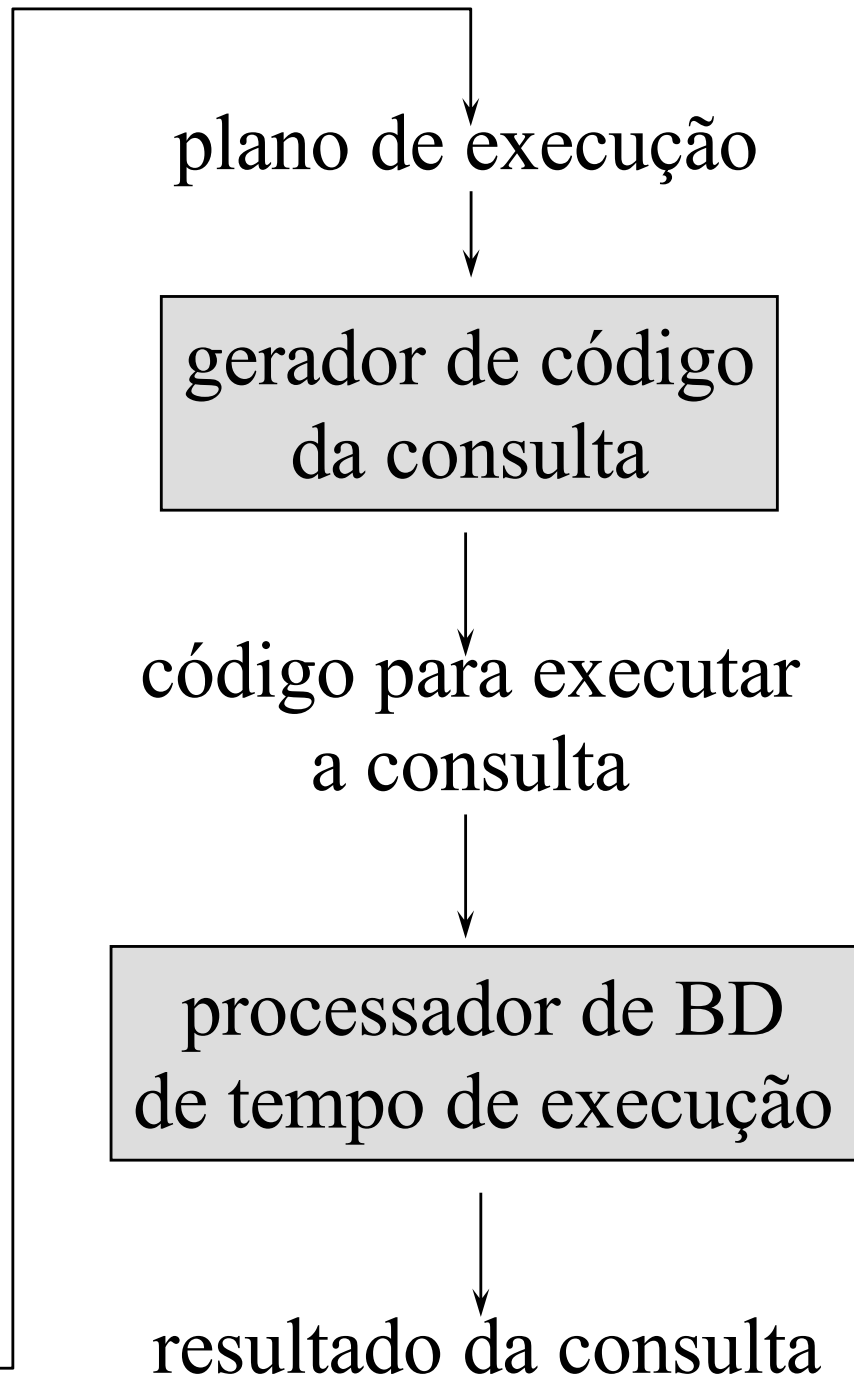 plano de execução
gerador de código
da consulta
código para executar
a consulta
processador de BD
de tempo de execução
resultado da consulta